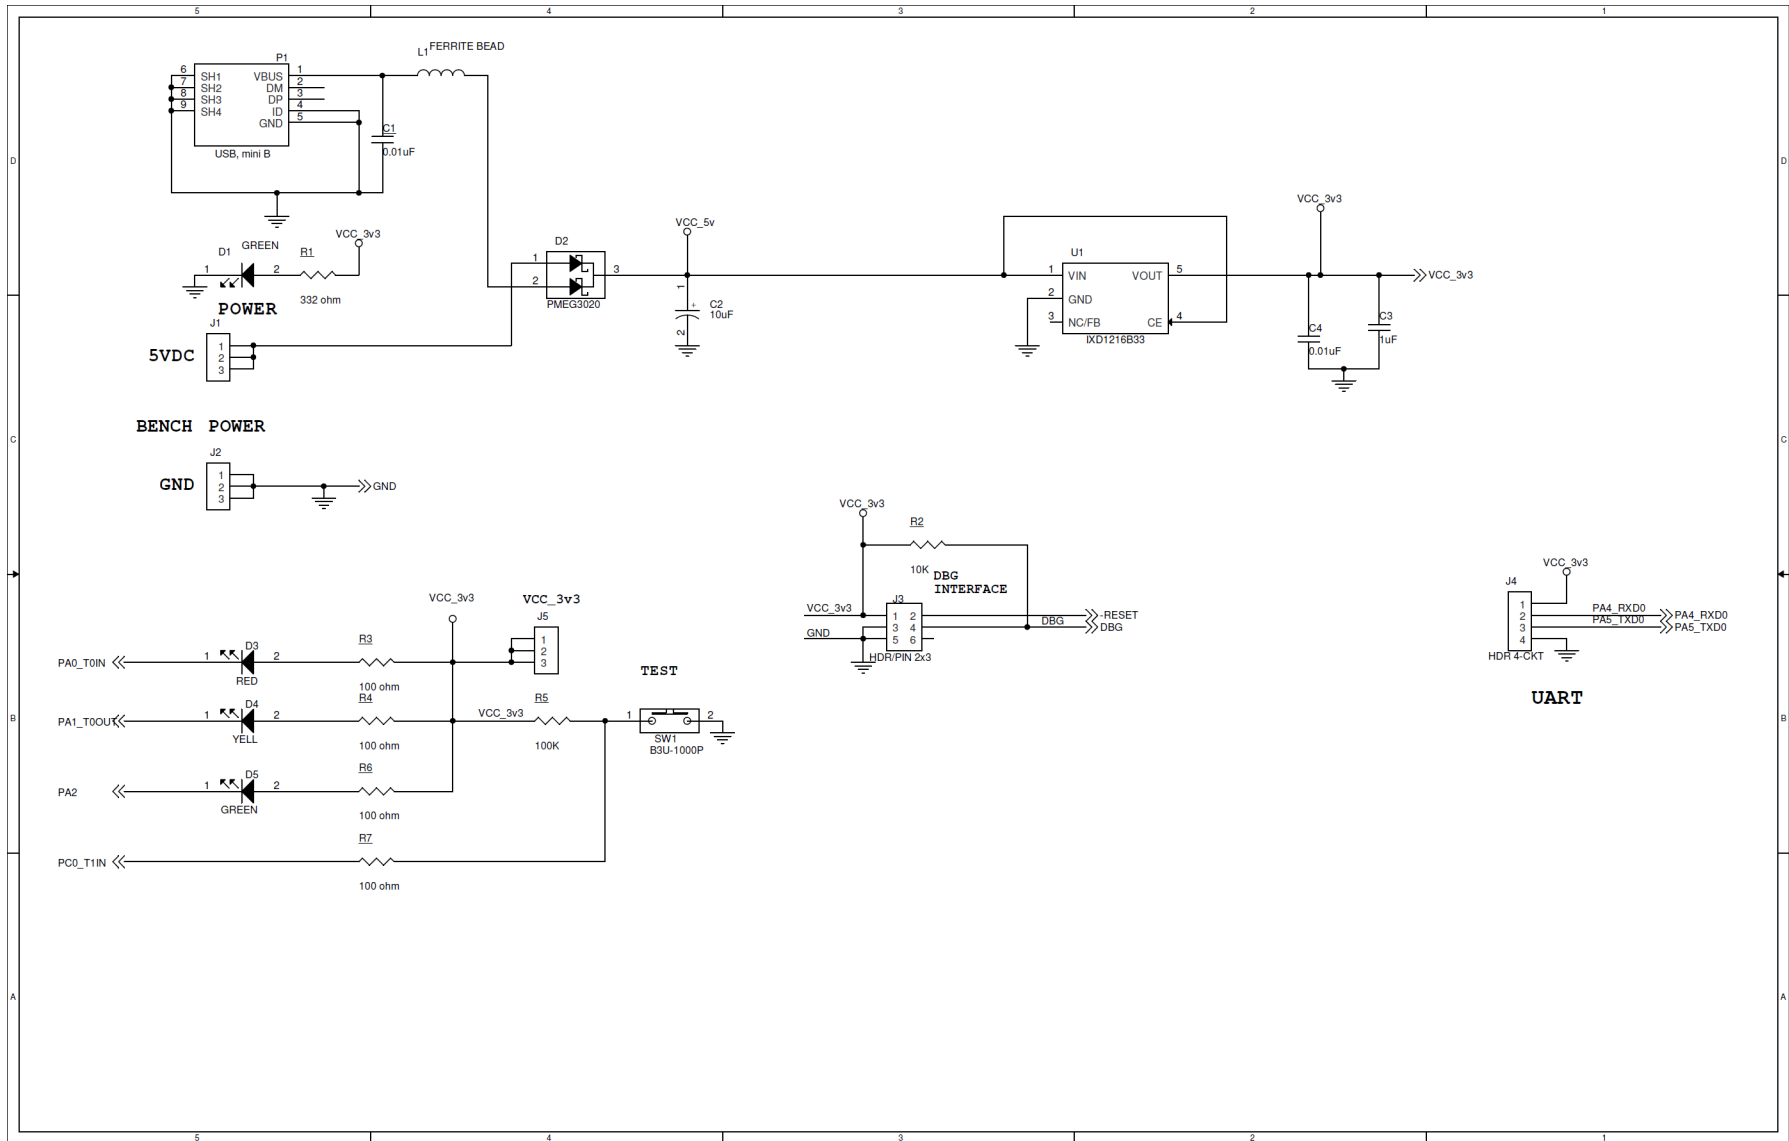 5 4 3 2 1
D
C
B
A
D
C
B
A
5 4 3 2 1
P1
6 SH1 VBUS 1
7 SH2 DM 2
8 SH3 DP 3
9 SH4 ID 4
GND 5
USB, mini B
L1 FERRITE BEAD
C1
0.01uF
D1 GREEN
1 2
R1
332 ohm
VCC_3v3
POWER
J1
5VDC
1
2
3
BENCH POWER
J2
GND
1
2
3
GND
D2
1
2
3
PMEG3020
VCC_5v
1
+
C2
10uF
2
U1
1 VIN VOUT 5
2 GND
3 NC/FB CE 4
IXD1216B33
VCC_3v3
VCC_3v3
C4
0.01uF
C3
1uF
VCC_3v3
VCC_3v3
J5
1
2
3
PA0_T0IN
1 D3 2
RED
R3
100 ohm
PA1_T0OUT
1 D4 2
YELL
R4
100 ohm
VCC_3v3
R5
100K
TEST
1 2
SW1
B3U-1000P
PA2
1 D5 2
GREEN
R6
100 ohm
PC0_T1IN
R7
100 ohm
VCC_3v3
R2
10K
DBG
INTERFACE
J3
VCC_3v3
1 2
-RESET
GND
3 4
DBG
DBG
5 6
HDR/PIN 2x3
VCC_3v3
J4
1
2 PA4_RXD0 PA4_RXD0
3 PA5_TXD0 PA5_TXD0
4
HDR 4-CKT
UART